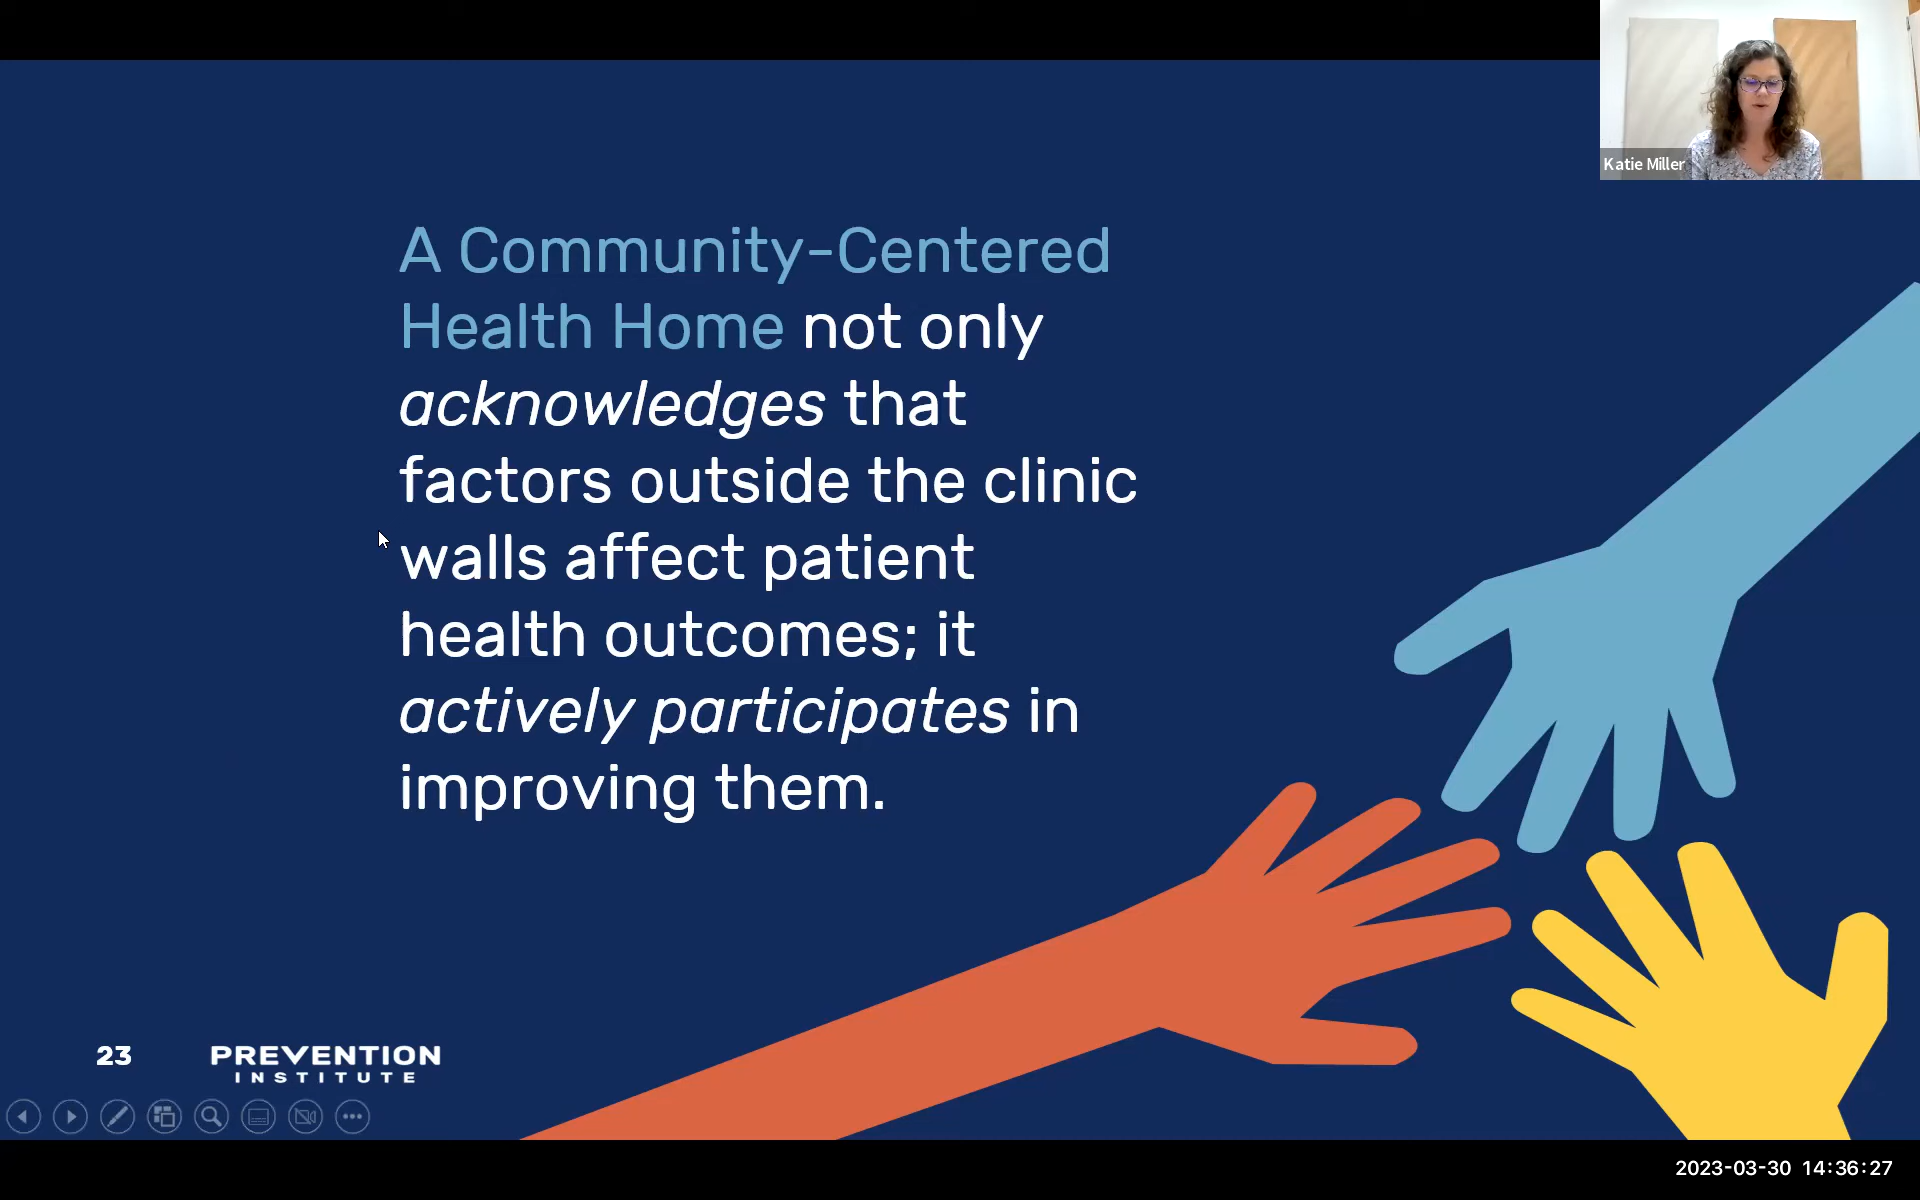 Katie Miller
A Community-Centered
Health Home not only
acknowledges that
factors outside the clinic
walls affect patient
health outcomes; it
actively participates in
improving them.
23
PREVENTION
INSTITUTE
2023-03-30 14:36:27